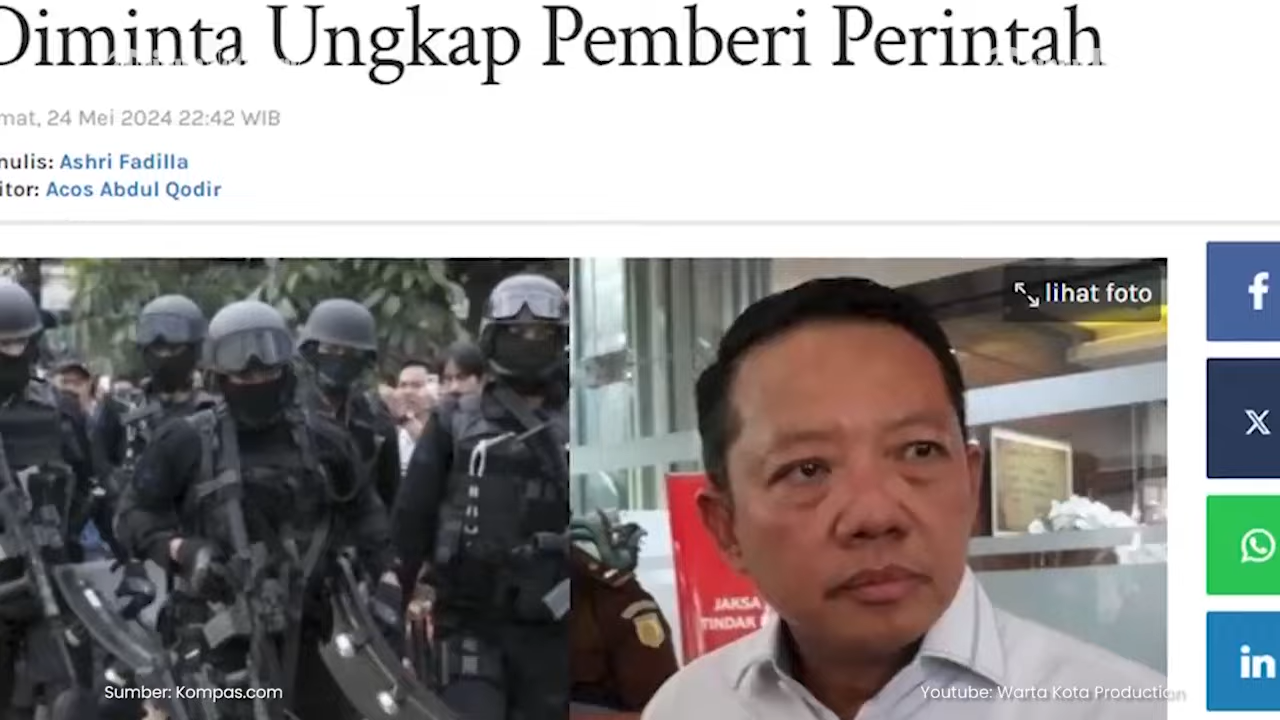 Diminta Ungkap Pemberi Perintah
mat, 24 Mei 2024 22:42 WIB
nulis: Ashri Fadilla
itor: Acos Abdul Qodir
lihat foto
JAKSA
TINDAK
Sumber: Kompas.com
Youtube: Warta Kota Production